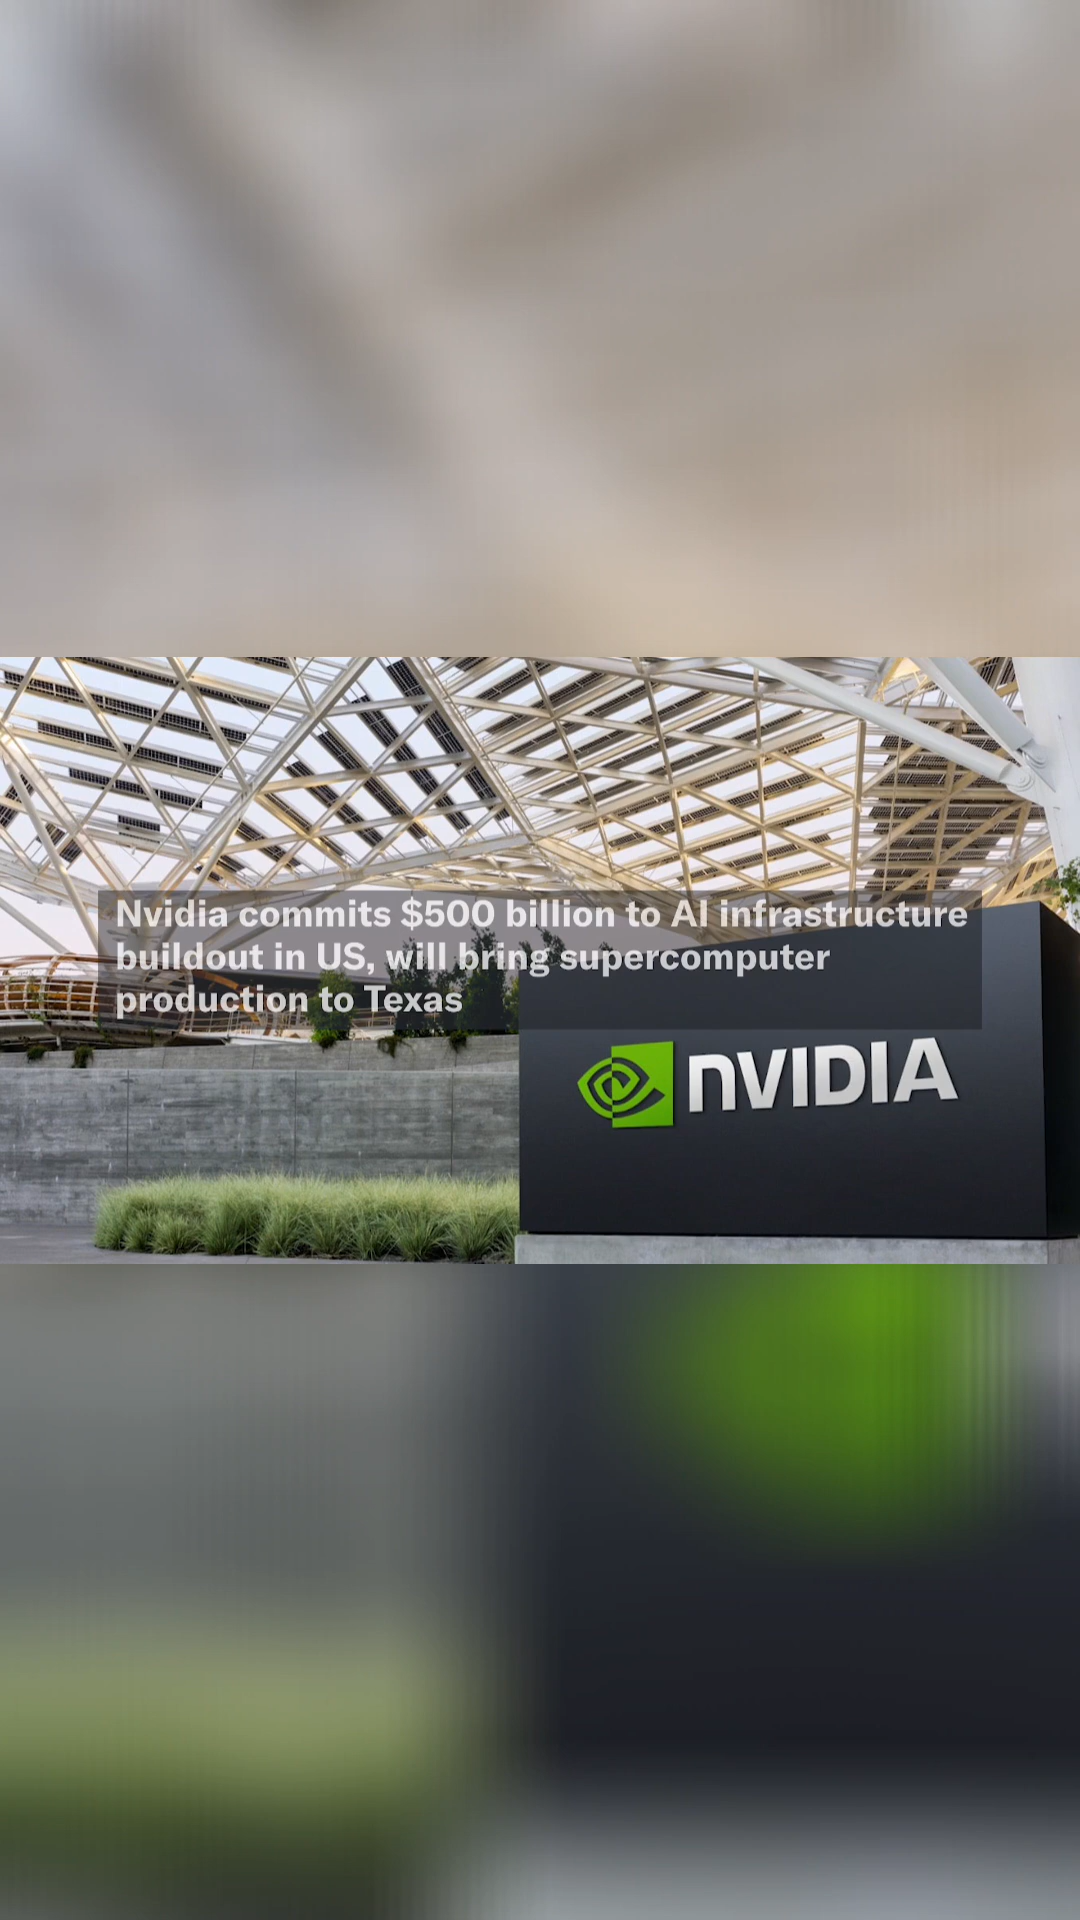 Nvidia commits $500 billion to AI infrastructure
buildout in US, will bring supercomputer
production to Texas
nVIDIA